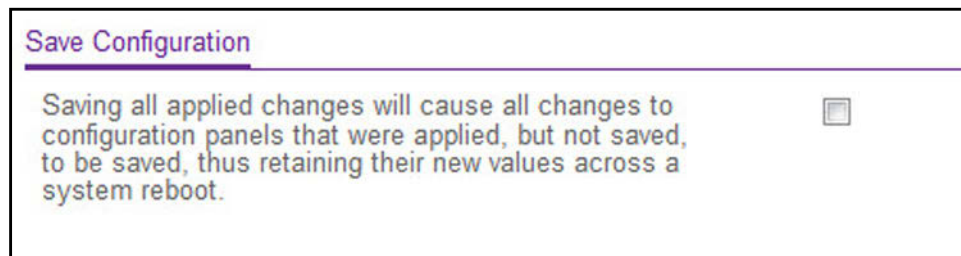 Save Configuration
Saving all applied changes will cause all changes to
configuration panels that were applied, but not saved,
to be saved, thus retaining their new values across a
system reboot.